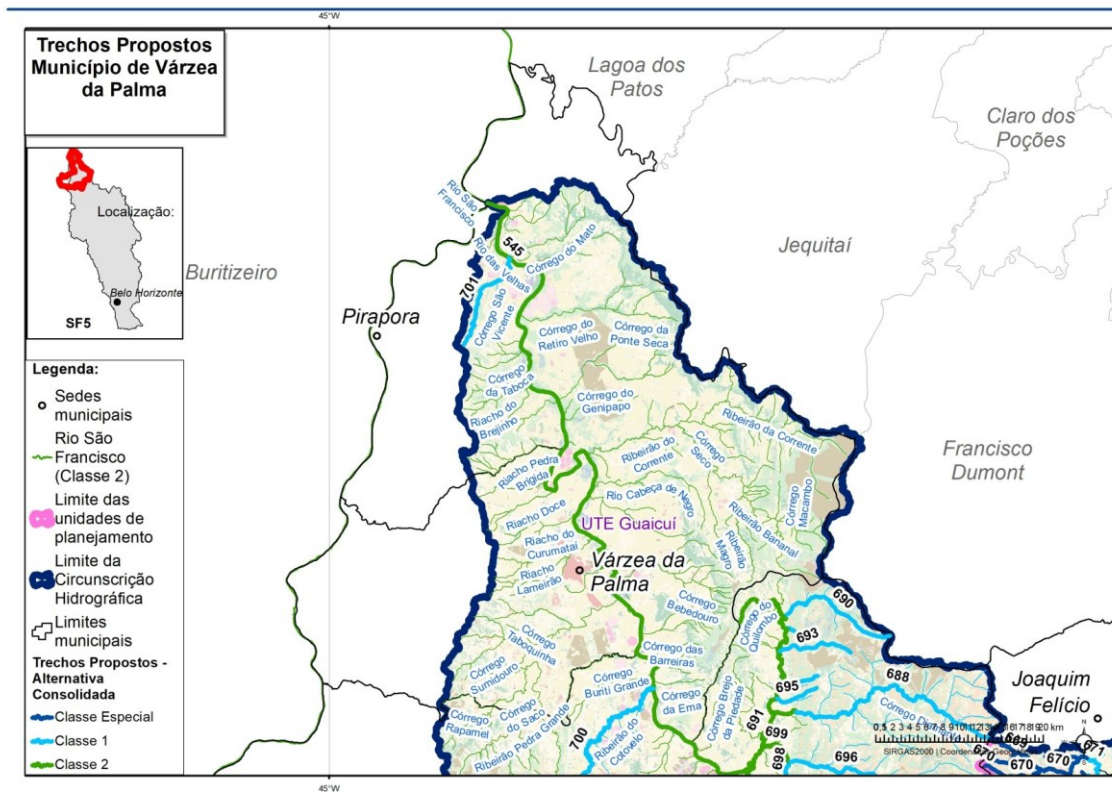 45°W
Trechos Propostos
Município de Várzea
da Palma
Localização:
Belo Horizonte
SF5
Legenda:
Sedes
municipais
Rio São
Francisco
(Classe 2)
Limite das
unidades de
planejamento
Limite da
Circunscrição
Hidrográfica
Limites
municipais
Trechos Propostos -
Alternativa
Consolidada
Classe Especial
Classe 1
Classe 2
Lagoa dos
Patos
Claro dos
Poções
Jequitaí
Buritizeiro
Pirapora
Francisco
Dumont
Rio São
Francisco
Rio das Velhas
545
Córrego do Mato
701
Córrego São
Vicente
Córrego do
Retiro Velho
Córrego da
Ponte Seca
Córrego
da Taboca
Riacho do
Brejinho
Córrego do
Genipapo
Ribeirão da Corrente
Ribeirão do
Corrente
Córrego
Seco
Riacho Pedra
Brígida
Rio Cabeça de Negro
Córrego
Macambo
Riacho Doce
UTE Guaicuí
Ribeirão Bananal
Ribeirão
Magro
Riacho do
Curumataí
Riacho
Lameirão
Várzea da
Palma
Córrego
Bebedouro
Córrego do
Quilombo
690
693
Córrego
Taboquinha
Córrego
Sumidouro
Córrego das
Barreiras
Córrego
Buriti Grande
Córrego
da Ema
Córrego Brejo
da Piedade
695
688
Joaquim
Felício
Córrego
Rapamel
Córrego
do Saco
Ribeirão Pedra Grande
700
Ribeirão do
Cotovelo
691
699
698
696
670
670
670
671
45°W